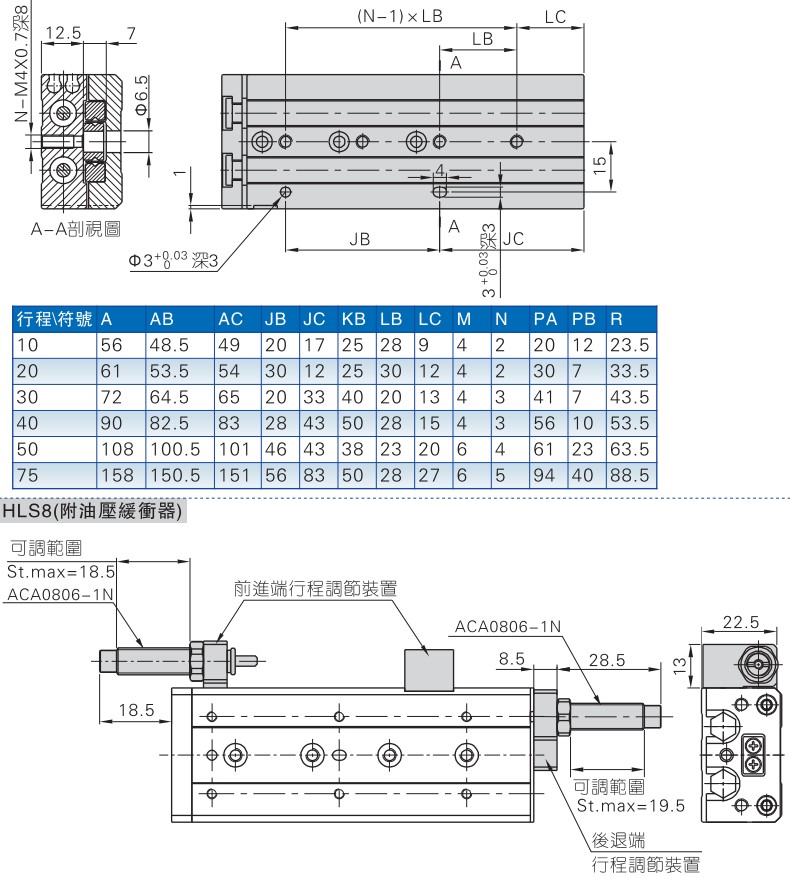 (N-1)×LB
LC
LB
A
12.5
7
N-M4X0.7深8
Φ6.5
4
15
1
A-A剖視圖
Φ3+0.03 0 深3
JB
A
JC
3+0.03 0 深3
行程\符號 A AB AC JB JC KB LB LC M N PA PB R
10 56 48.5 49 20 17 25 28 9 4 2 20 12 23.5
20 61 53.5 54 30 12 25 30 12 4 2 30 7 33.5
30 72 64.5 65 20 33 40 20 13 4 3 41 7 43.5
40 90 82.5 83 28 43 50 28 15 4 3 56 10 53.5
50 108 100.5 101 46 43 38 23 20 6 4 61 23 63.5
75 158 150.5 151 56 83 50 28 27 6 5 94 40 88.5
HLS8(附油壓緩衝器)
可調範圍
St.max=18.5
ACA0806-1N
前進端行程調節裝置
ACA0806-1N
22.5
8.5
28.5
13
18.5
可調範圍
St.max=19.5
後退端
行程調節裝置